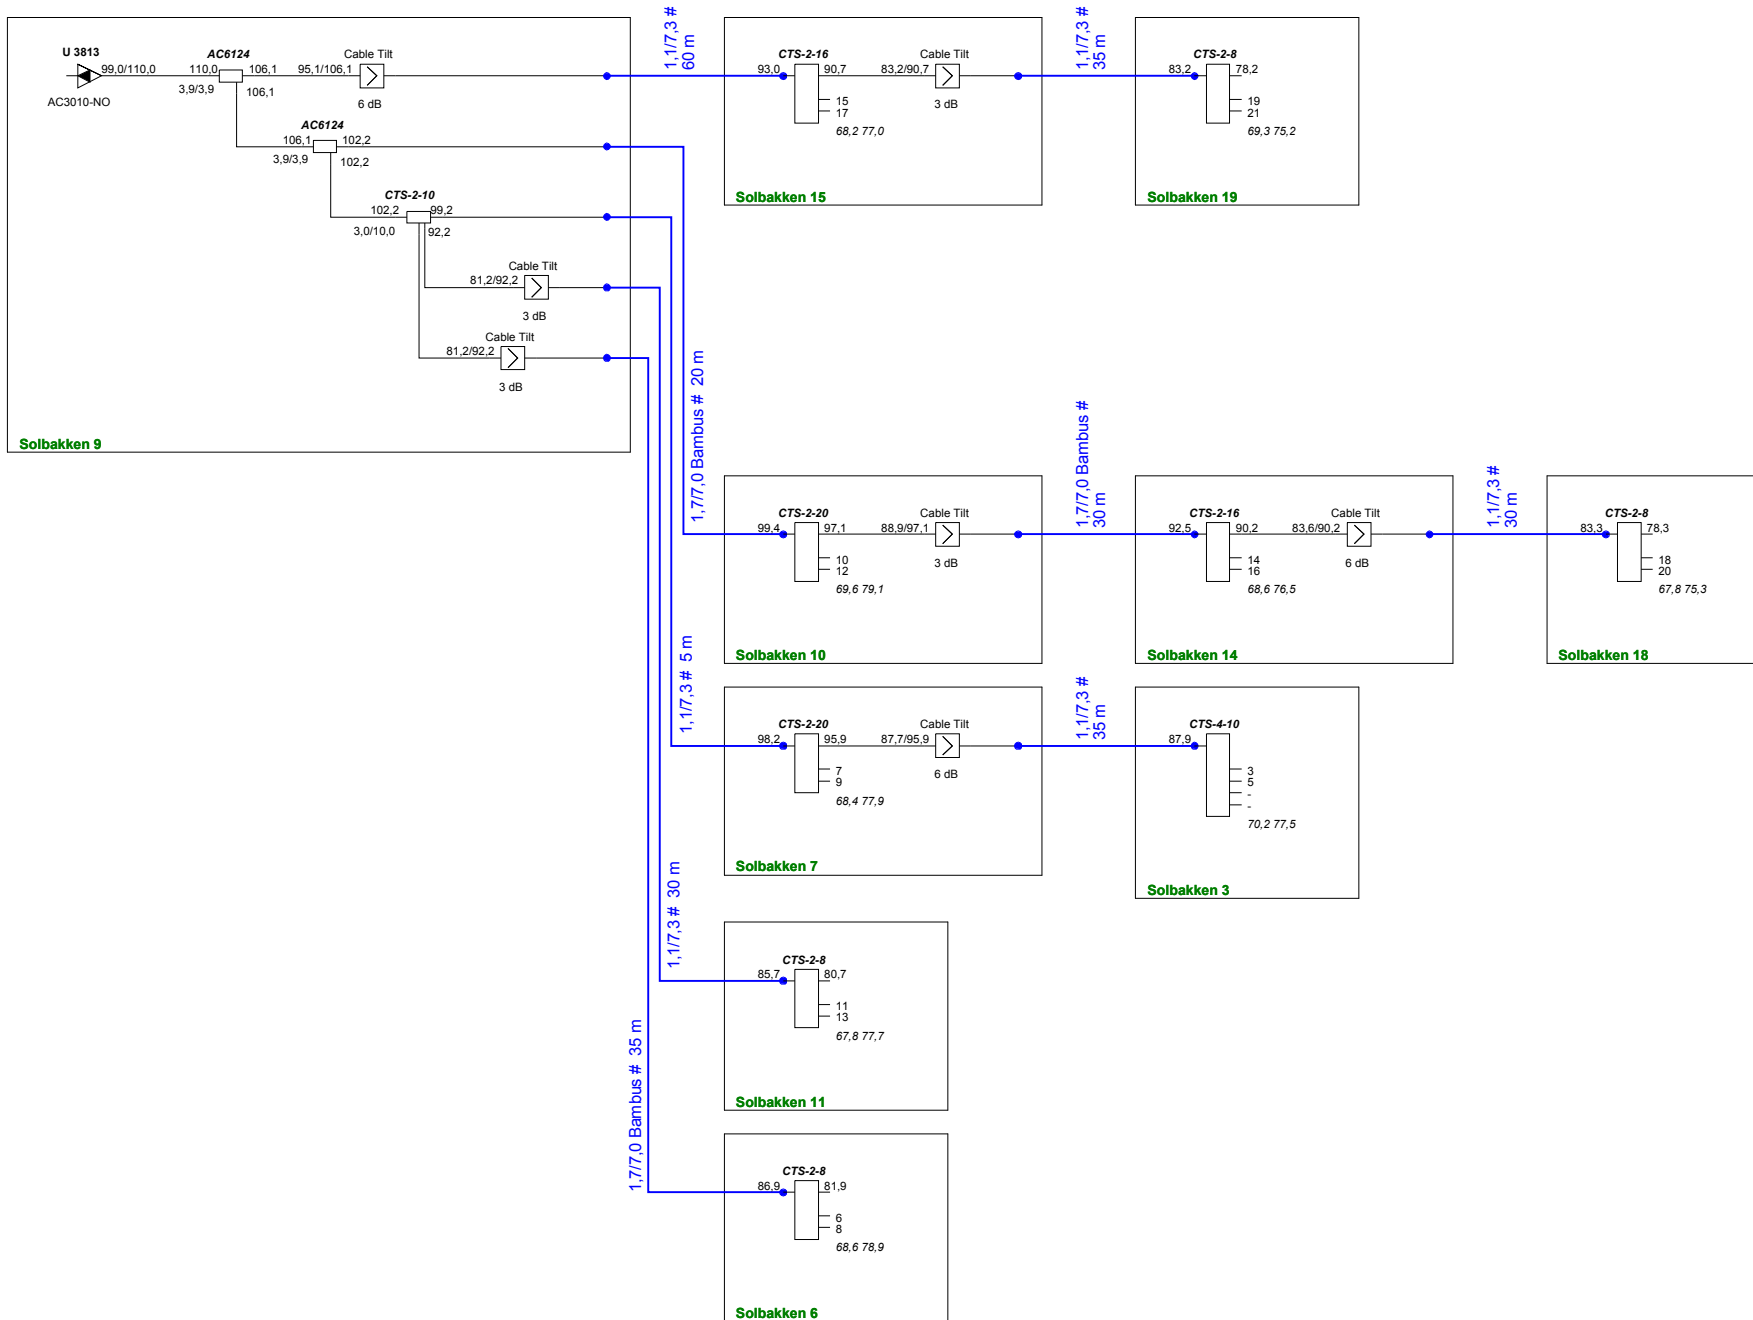 U 3813
99,0/110,0
AC3010-NO
AC6124
110,0
106,1
3,9/3,9
106,1
95,1/106,1
Cable Tilt
6 dB
AC6124
106,1
102,2
3,9/3,9
102,2
CTS-2-10
102,2
99,2
3,0/10,0
92,2
Cable Tilt
81,2/92,2
3 dB
Cable Tilt
81,2/92,2
3 dB
Solbakken 9
1,1/7,3 #
60 m
CTS-2-16
93,0
90,7
15
17
68,2 77,0
83,2/90,7
Cable Tilt
3 dB
Solbakken 15
1,1/7,3 #
35 m
CTS-2-8
83,2
78,2
19
21
69,3 75,2
Solbakken 19
1,7/7,0 Bambus # 20 m
CTS-2-20
99,4
97,1
10
12
69,6 79,1
88,9/97,1
Cable Tilt
3 dB
Solbakken 10
1,7/7,0 Bambus #
30 m
CTS-2-16
92,5
90,2
14
16
68,6 76,5
83,6/90,2
Cable Tilt
6 dB
Solbakken 14
1,1/7,3 #
30 m
CTS-2-8
83,3
78,3
18
20
67,8 75,3
Solbakken 18
1,1/7,3 # 5 m
CTS-2-20
98,2
95,9
7
9
68,4 77,9
87,7/95,9
Cable Tilt
6 dB
Solbakken 7
1,1/7,3 #
35 m
CTS-4-10
87,9
3
5
-
-
70,2 77,5
Solbakken 3
1,1/7,3 # 30 m
CTS-2-8
85,7
80,7
11
13
67,8 77,7
Solbakken 11
1,7/7,0 Bambus # 35 m
CTS-2-8
86,9
81,9
6
8
68,6 78,9
Solbakken 6